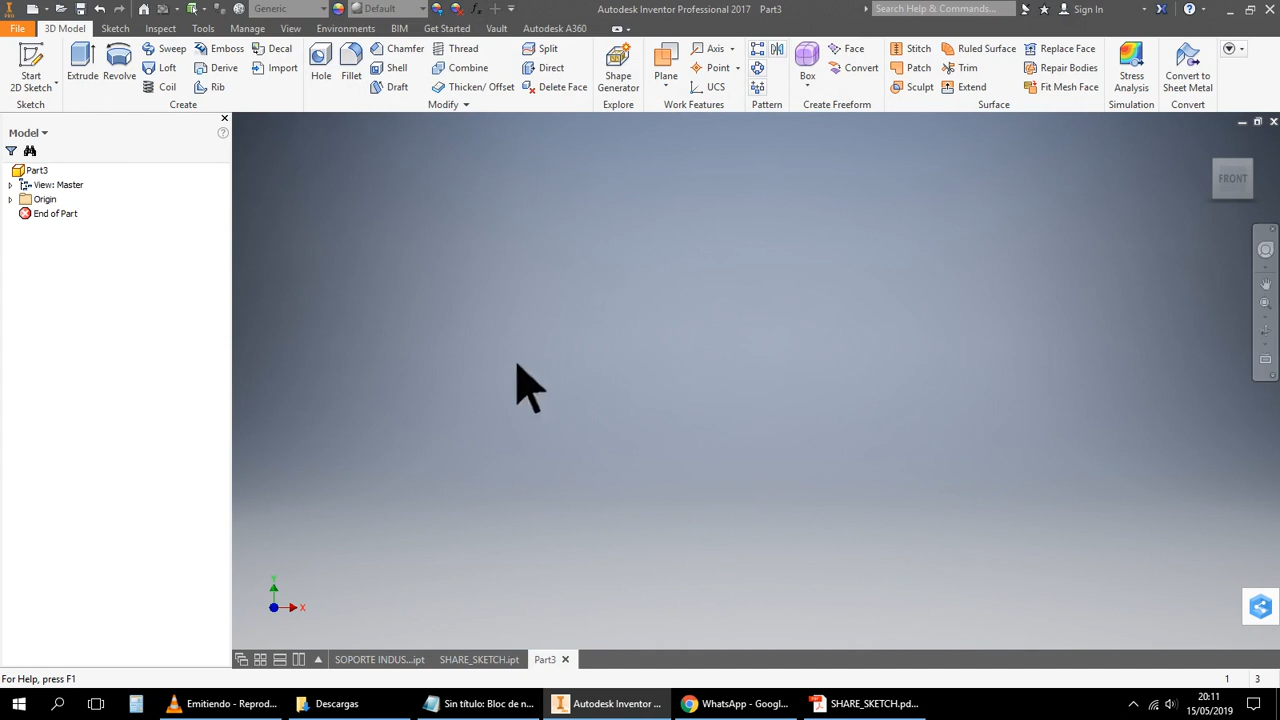 PRO Generic Default fx Autodesk Inventor Professional 2017 Part3 Search Help & Commands... Sign In
File 3D Model Sketch Inspect Tools Manage View Environments BIM Get Started Vault Autodesk A360
Start 2D Sketch Extrude Revolve Sweep Emboss Decal Hole Fillet Chamfer Thread Split Shape Generator Plane Axis Box Face Stitch Ruled Surface Replace Face Stress Analysis Convert to Sheet Metal
Loft Derive Import Shell Combine Direct Point Convert Patch Trim Repair Bodies
Coil Rib Draft Thicken/ Offset Delete Face UCS Sculpt Extend Fit Mesh Face
Sketch Create Modify Explore Work Features Pattern Create Freeform Surface Simulation Convert
Model
Part3
View: Master
Origin
End of Part
FRONT
Y
X
SOPORTE INDUS...ipt SHARE_SKETCH.ipt Part3
For Help, press F1 1 3
Emitiendo - Reprod... Descargas Sin título: Bloc de n... Autodesk Inventor ... WhatsApp - Googl... SHARE_SKETCH.pd... 20:11
15/05/2019